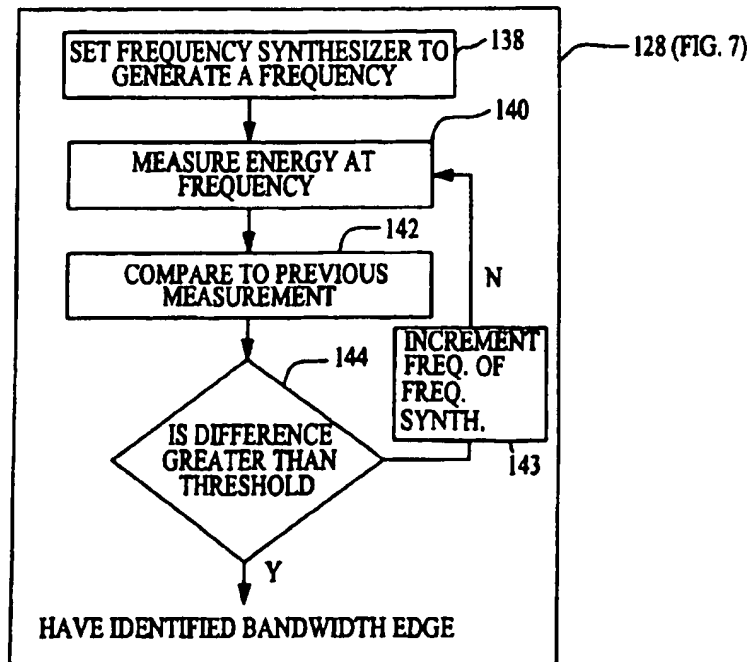 SET FREQUENCY SYNTHESIZER TO
GENERATE A FREQUENCY
138
128 (FIG. 7)
140
MEASURE ENERGY AT
FREQUENCY
142
COMPARE TO PREVIOUS
MEASUREMENT
N
INCREMENT
FREQ. OF
FREQ.
SYNTH.
143
144
IS DIFFERENCE
GREATER THAN
THRESHOLD
Y
HAVE IDENTIFIED BANDWIDTH EDGE